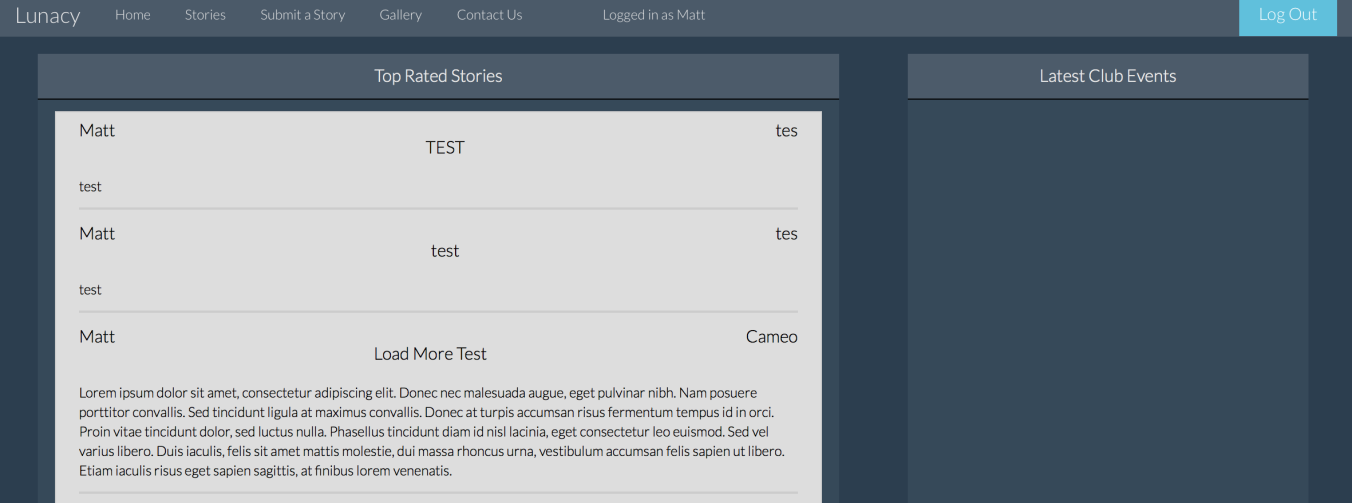 Lunacy Home Stories Submit a Story Gallery Contact Us Logged in as Matt Log Out
Top Rated Stories
Latest Club Events
Matt tes
TEST
test
Matt tes
test
test
Matt Cameo
Load More Test
Lorem ipsum dolor sit amet, consectetur adipiscing elit. Donec nec malesuada augue, eget pulvinar nibh. Nam posuere
porttitor convallis. Sed tincidunt ligula at maximus convallis. Donec at turpis accumsan risus fermentum tempus id in orci.
Proin vitae tincidunt dolor, sed luctus nulla. Phasellus tincidunt diam id nisl lacinia, eget consectetur leo euismod. Sed vel
varius libero. Duis iaculis, felis sit amet mattis molestie, dui massa rhoncus urna, vestibulum accumsan felis sapien ut libero.
Etiam iaculis risus eget sapien sagittis, at finibus lorem venenatis.